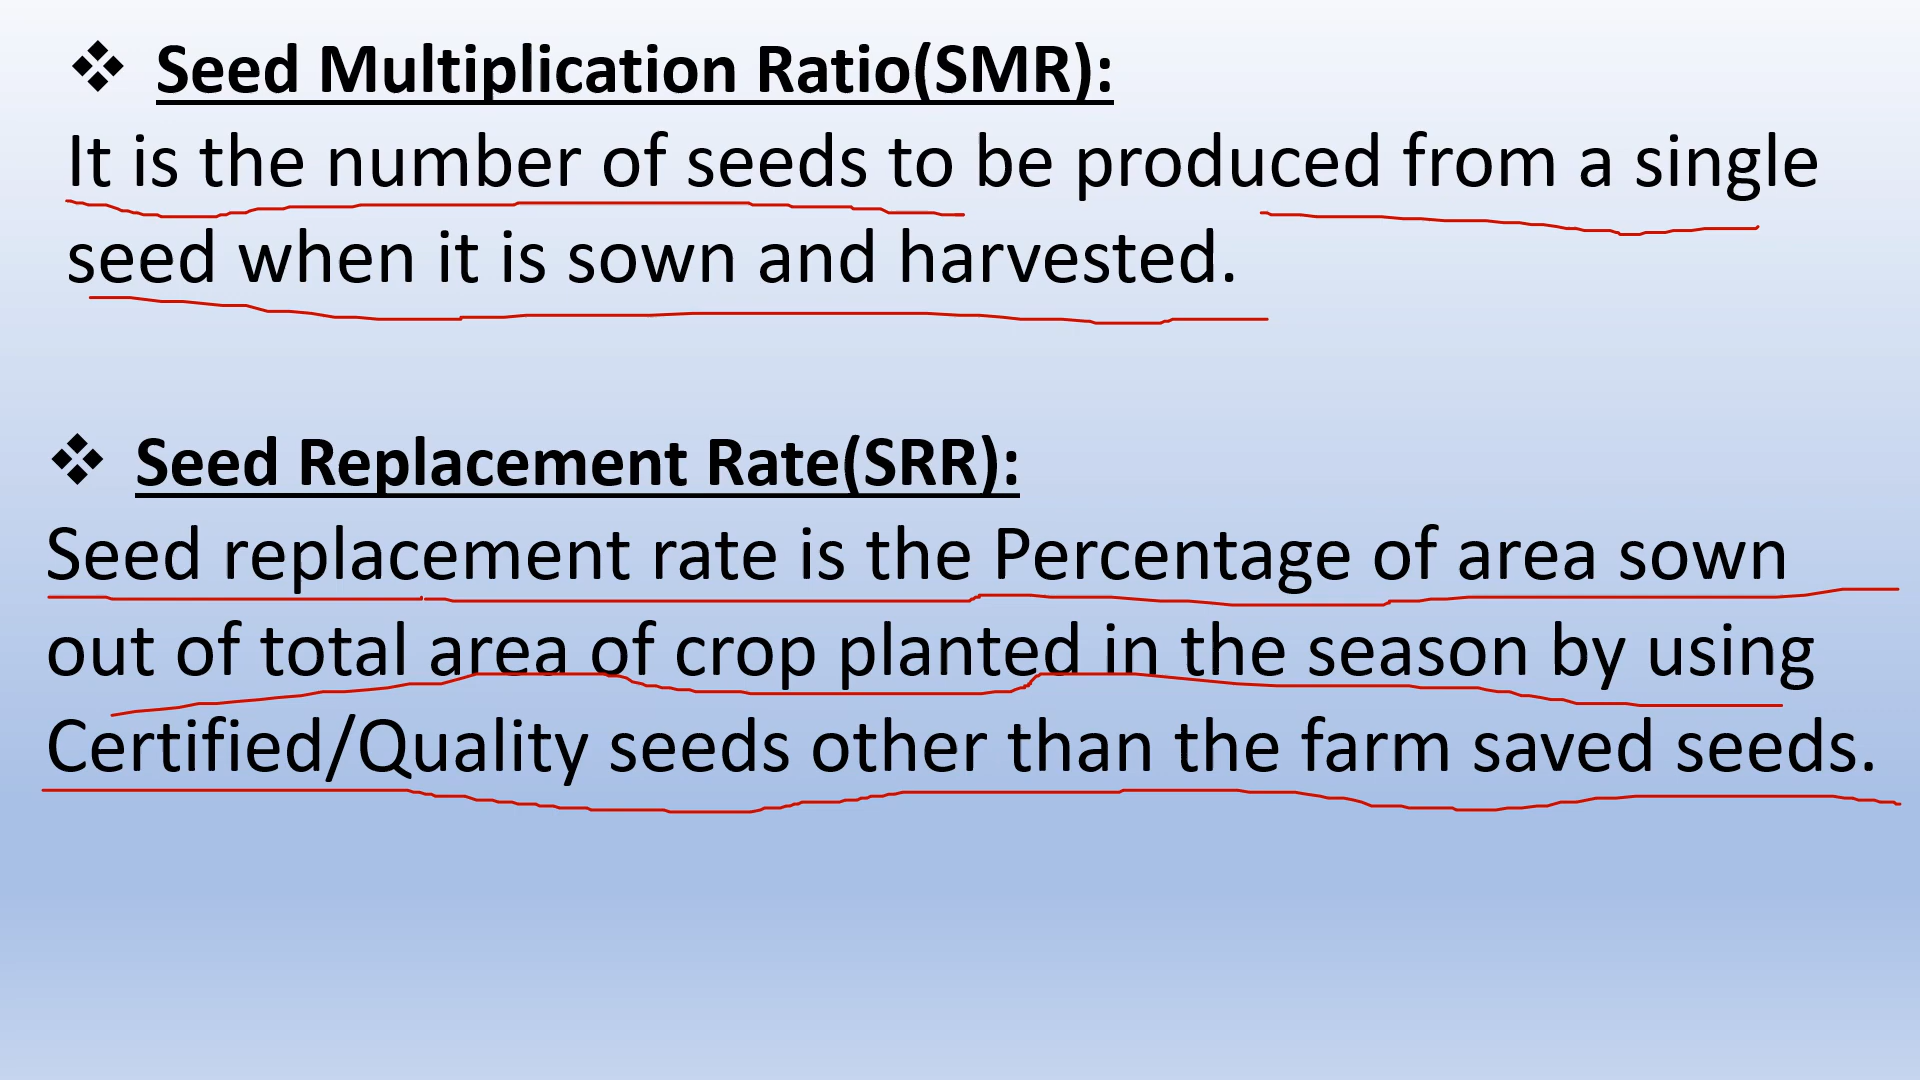 ❖ Seed Multiplication Ratio(SMR):
It is the number of seeds to be produced from a single
seed when it is sown and harvested.
❖ Seed Replacement Rate(SRR):
Seed replacement rate is the Percentage of area sown
out of total area of crop planted in the season by using
Certified/Quality seeds other than the farm saved seeds.